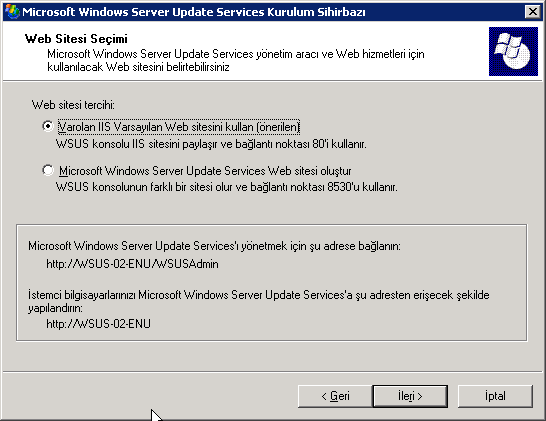 Microsoft Windows Server Update Services Kurulum Sihirbazı
Web Sitesi Seçimi
Microsoft Windows Server Update Services yönetim aracı ve Web hizmetleri için
kullanılacak Web sitesini belirtebilirsiniz
Web sitesi tercihi:
Varolan IIS Varsayılan Web sitesini kullan (önerilen)
WSUS konsolu IIS sitesini paylaşır ve bağlantı noktası 80'i kullanır.
Microsoft Windows Server Update Services Web sitesi oluştur
WSUS konsolunun farklı bir sitesi olur ve bağlantı noktası 8530'u kullanır.
Microsoft Windows Server Update Services'ı yönetmek için şu adrese bağlanın:
http://WSUS-02-ENU/WSUSAdmin
İstemci bilgisayarlarınızı Microsoft Windows Server Update Services'a şu adresten erişecek şekilde
yapılandırın:
http://WSUS-02-ENU
< Geri İleri > İptal